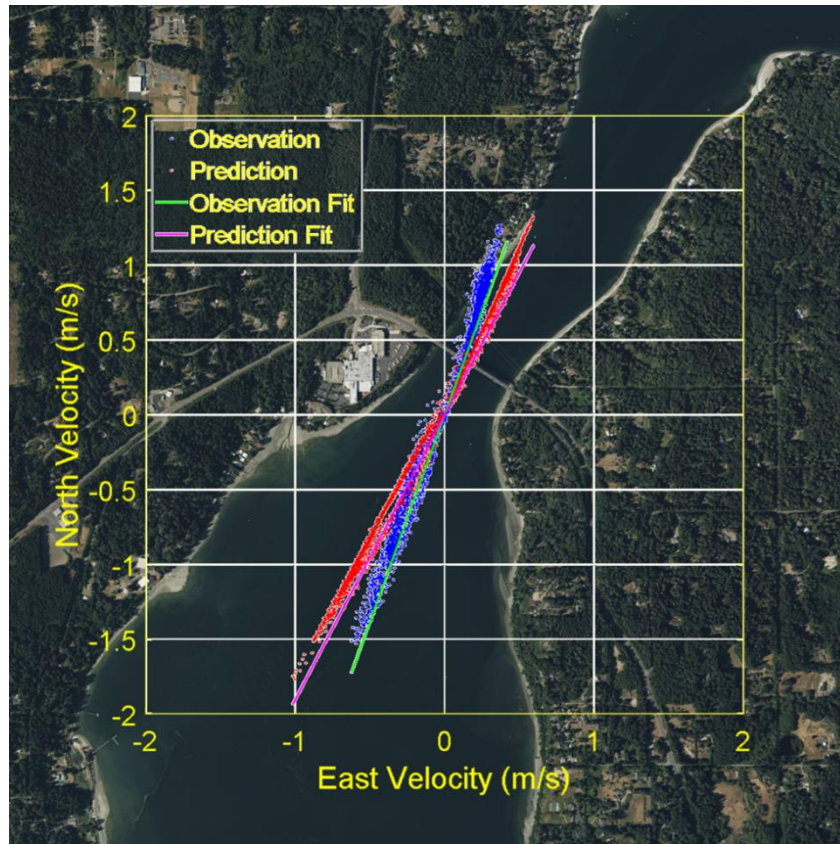 2
Observation
Prediction
1.5
Observation Fit
Prediction Fit
1
0.5
0
-0.5
-1
-1.5
-2
North Velocity (m/s)
-2
-1
0
1
2
East Velocity (m/s)